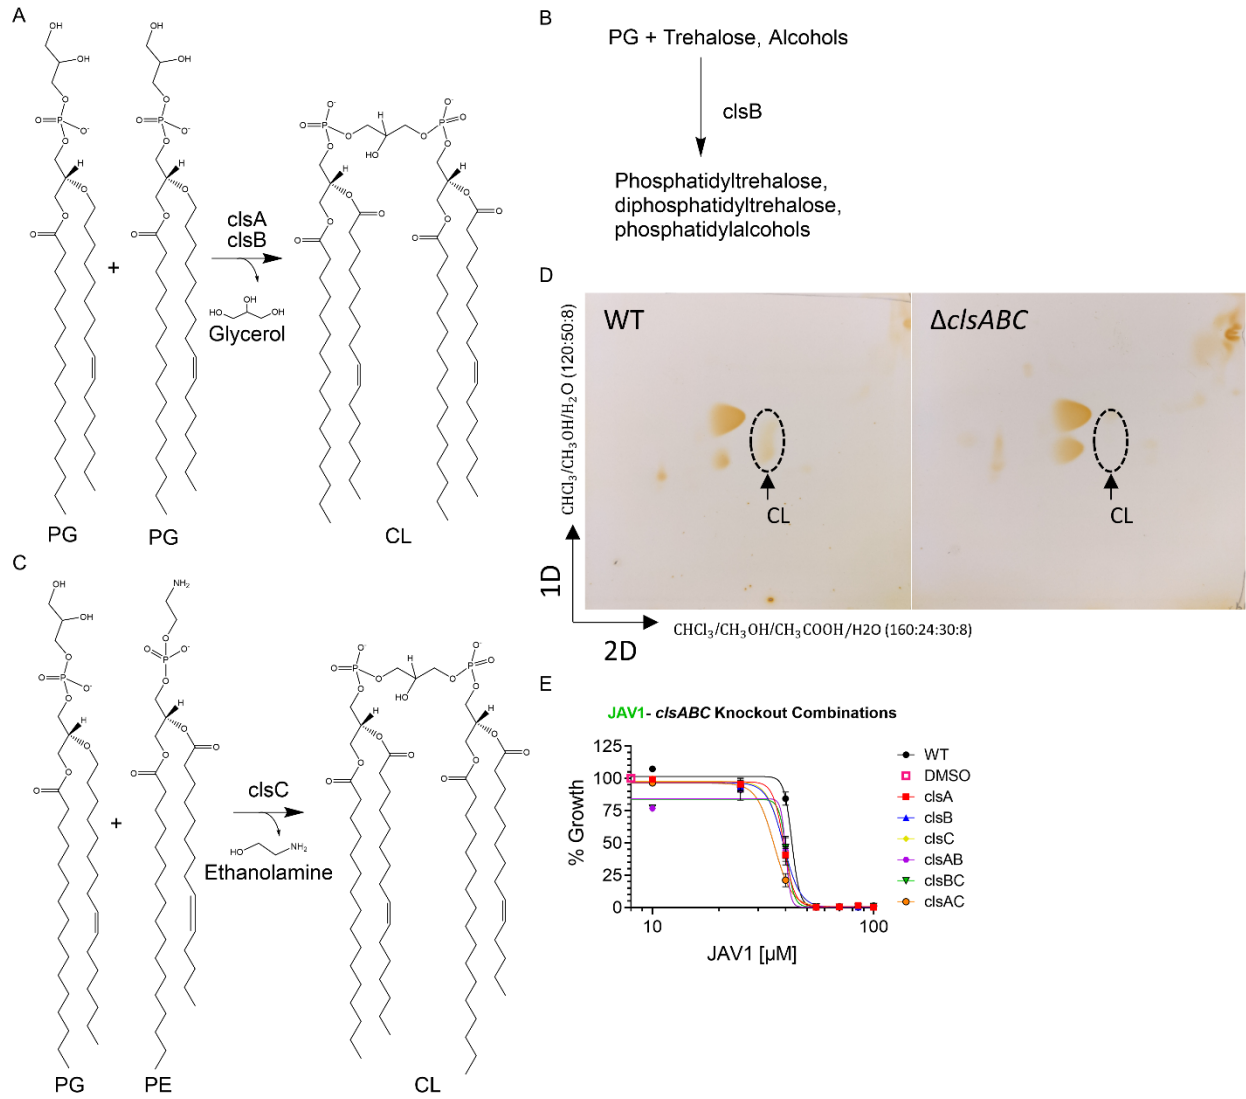 A
OH
OH
O
O
P
O-
O
H
O
O
O
PG
+
OH
OH
O
O
P
O-
O
H
O
O
O
PG
clsA
clsB
OH
HO
OH
Glycerol
O-
O
P
O
H
HO
O
O-
P
O
O
O
H
H
O
O
O
O
O
O
O
O
CL
B
PG + Trehalose, Alcohols
clsB
Phosphatidyltrehalose,
diphosphatidyltrehalose,
phosphatidylalcohols
C
OH
OH
O
O
P
O-
O
H
O
O
O
PG
+
NH2
O
O
P
O-
O
H
O
O
O
O
PE
clsC
HO
NH2
Ethanolamine
O-
O
P
O
H
HO
O
O-
P
O
O
O
H
H
O
O
O
O
O
O
O
O
CL
D
WT
CL
ΔclsABC
CL
CHCl3/CH3OH/H2O (120:50:8)
1D
2D
CHCl3/CH3OH/CH3COOH/H2O (160:24:30:8)
E
JAV1- clsABC Knockout Combinations
% Growth
125
100
75
50
25
0
10
100
JAV1 [µM]
WT
DMSO
clsA
clsB
clsC
clsAB
clsBC
clsAC